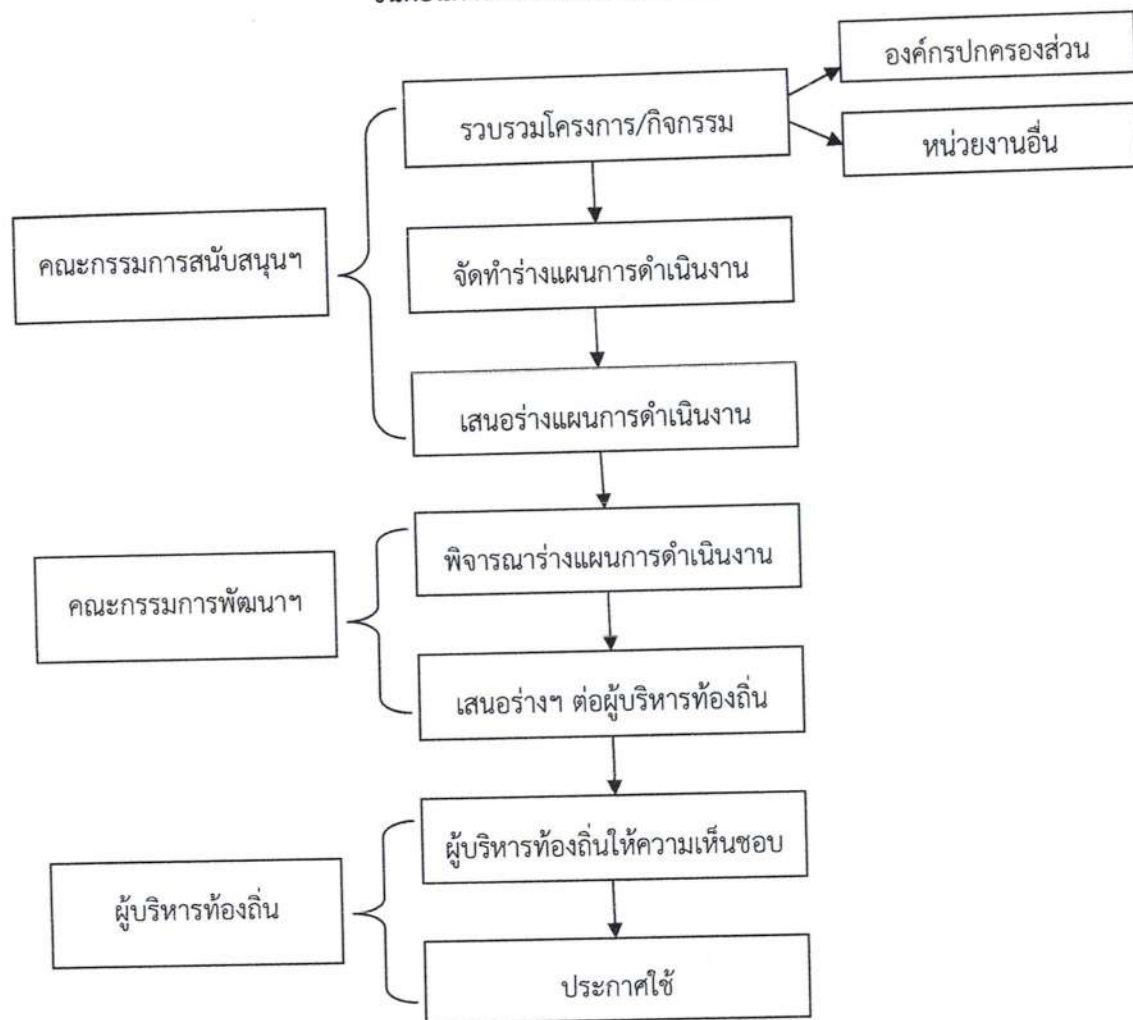 องค์กรปกครองส่วน
รวบรวมโครงการ/กิจกรรม
หน่วยงานอื่น
คณะกรรมการสนับสนุนฯ
จัดทำร่างแผนการดำเนินงาน
เสนอร่างแผนการดำเนินงาน
พิจารณาร่างแผนการดำเนินงาน
คณะกรรมการพัฒนาฯ
เสนอร่างฯ ต่อผู้บริหารท้องถิ่น
ผู้บริหารท้องถิ่นให้ความเห็นชอบ
ผู้บริหารท้องถิ่น
ประกาศใช้